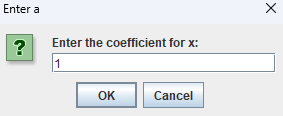 Enter a
Enter the coefficient for x:
1
OK
Cancel